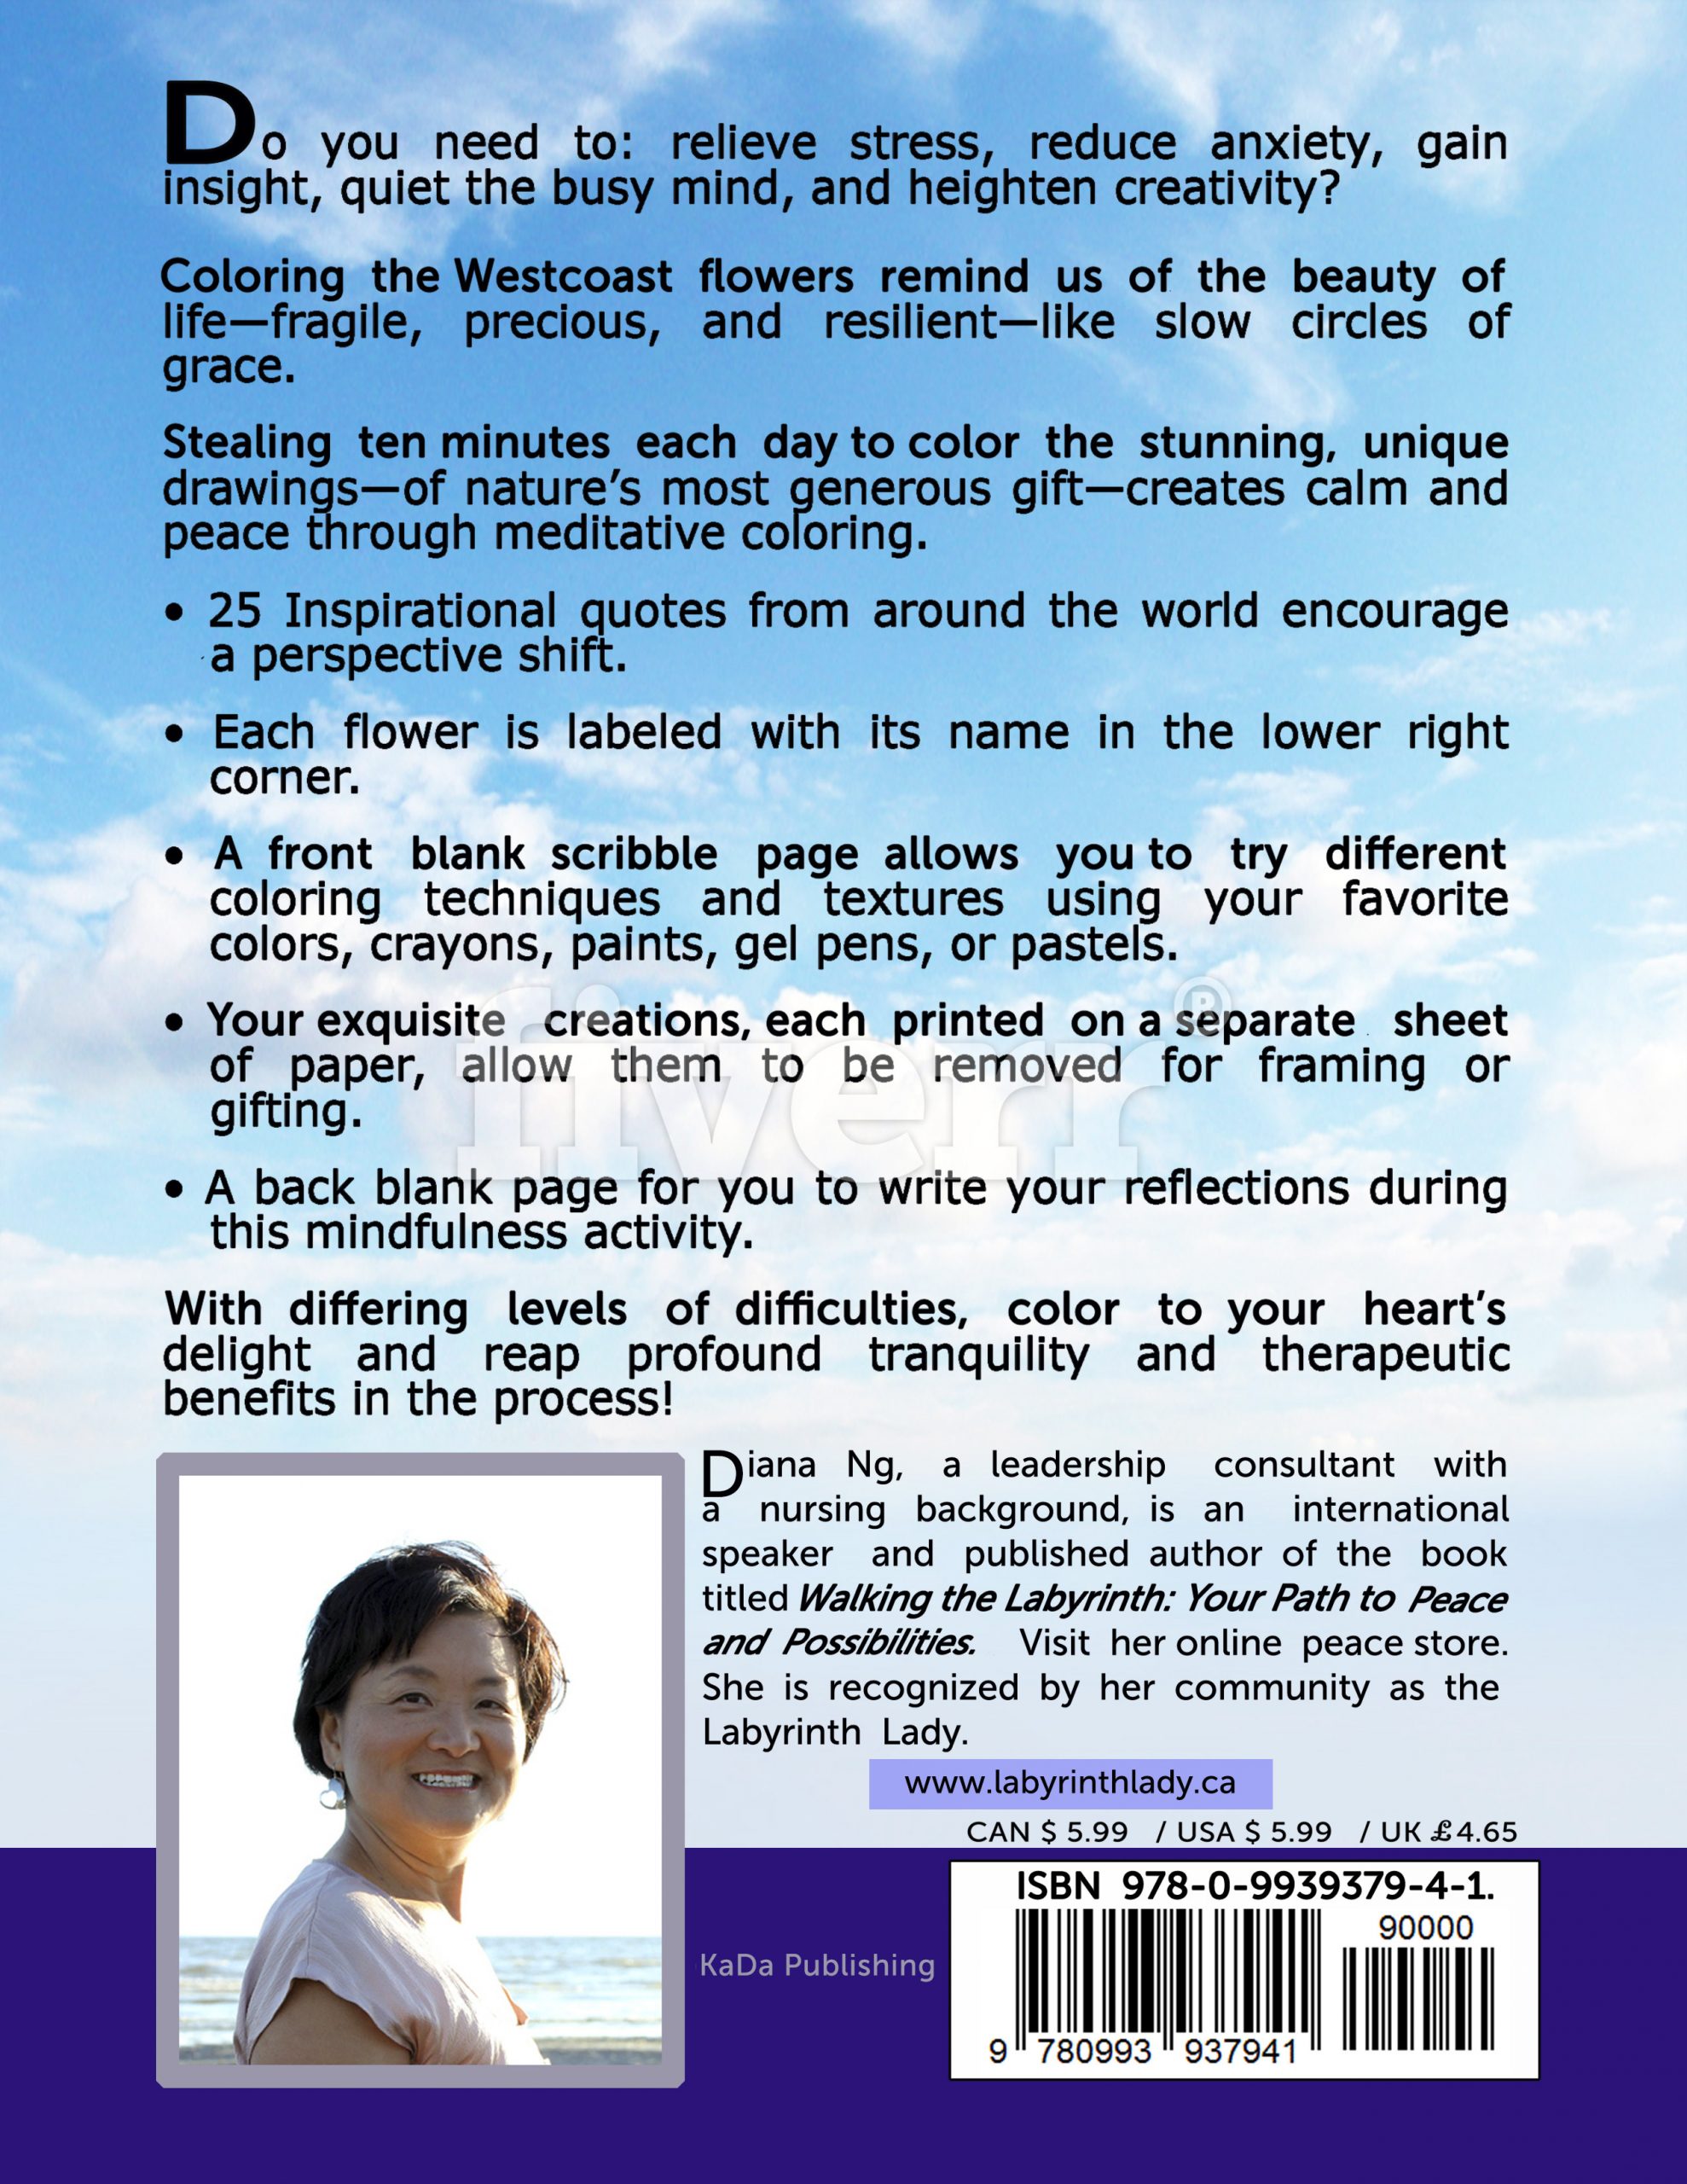 Do you need to: relieve stress, reduce anxiety, gain
insight, quiet the busy mind, and heighten creativity?
Coloring the Westcoast flowers remind us of the beauty of
life—fragile, precious, and resilient—like slow circles of
grace.
Stealing ten minutes each day to color the stunning, unique
drawings—of nature's most generous gift—creates calm and
peace through meditative coloring.
• 25 Inspirational quotes from around the world encourage
a perspective shift.
• Each flower is labeled with its name in the lower right
corner.
• A front blank scribble page allows you to try different
coloring techniques and textures using your favorite
colors, crayons, paints, gel pens, or pastels.
• Your exquisite creations, each printed on a separate sheet
of paper, allow them to be removed for framing or
gifting.
fiverr®
• A back blank page for you to write your reflections during
this mindfulness activity.
With differing levels of difficulties, color to your heart's
delight and reap profound tranquility and therapeutic
benefits in the process!
Diana Ng, a leadership consultant with
a nursing background, is an international
speaker and published author of the book
titled Walking the Labyrinth: Your Path to Peace
and Possibilities. Visit her online peace store.
She is recognized by her community as the
Labyrinth Lady.
www.labyrinthlady.ca
CAN $ 5.99 / USA $ 5.99 / UK £4.65
ISBN 978-0-9939379-4-1.
90000
KaDa Publishing
9 780993 937941